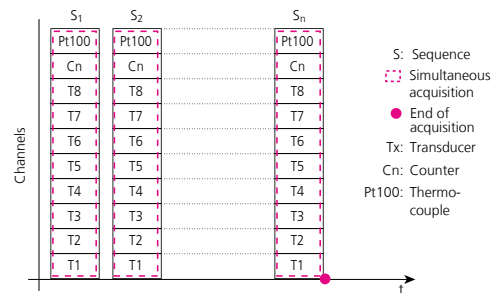 S1 S2 Sn
Pt100 Pt100 Pt100
Cn Cn Cn
T8 T8 T8
T7 T7 T7
T6 T6 T6
T5 T5 T5
T4 T4 T4
T3 T3 T3
T2 T2 T2
T1 T1 T1
Channels
t
S: Sequence
Simultaneous
acquisition
End of
acquisition
Tx: Transducer
Cn: Counter
Pt100: Thermo-
couple